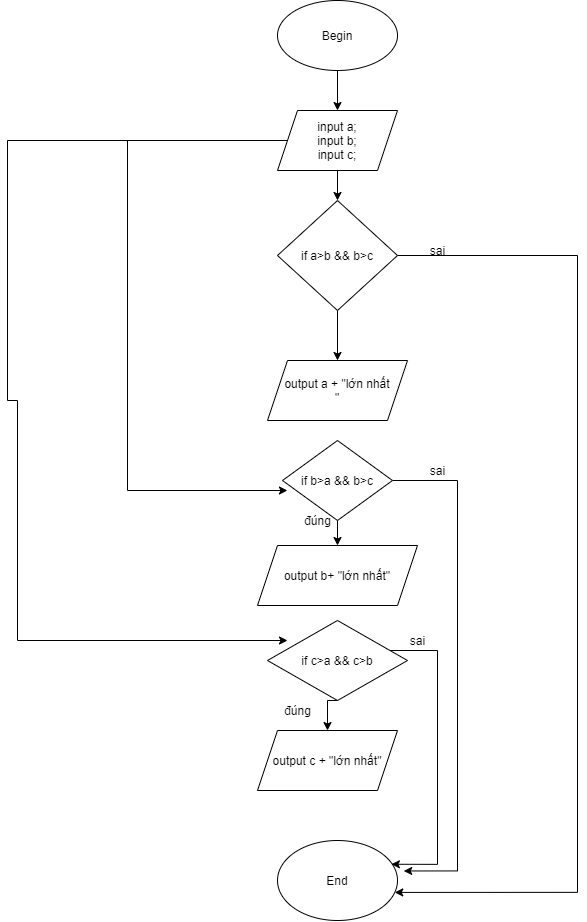 Begin
input a;
input b;
input c;
if a>b && b>c
sai
output a + "lớn nhất
"
if b>a && b>c
sai
đúng
output b+ "lớn nhất"
sai
if c>a && c>b
đúng
output c + "lớn nhất"
End